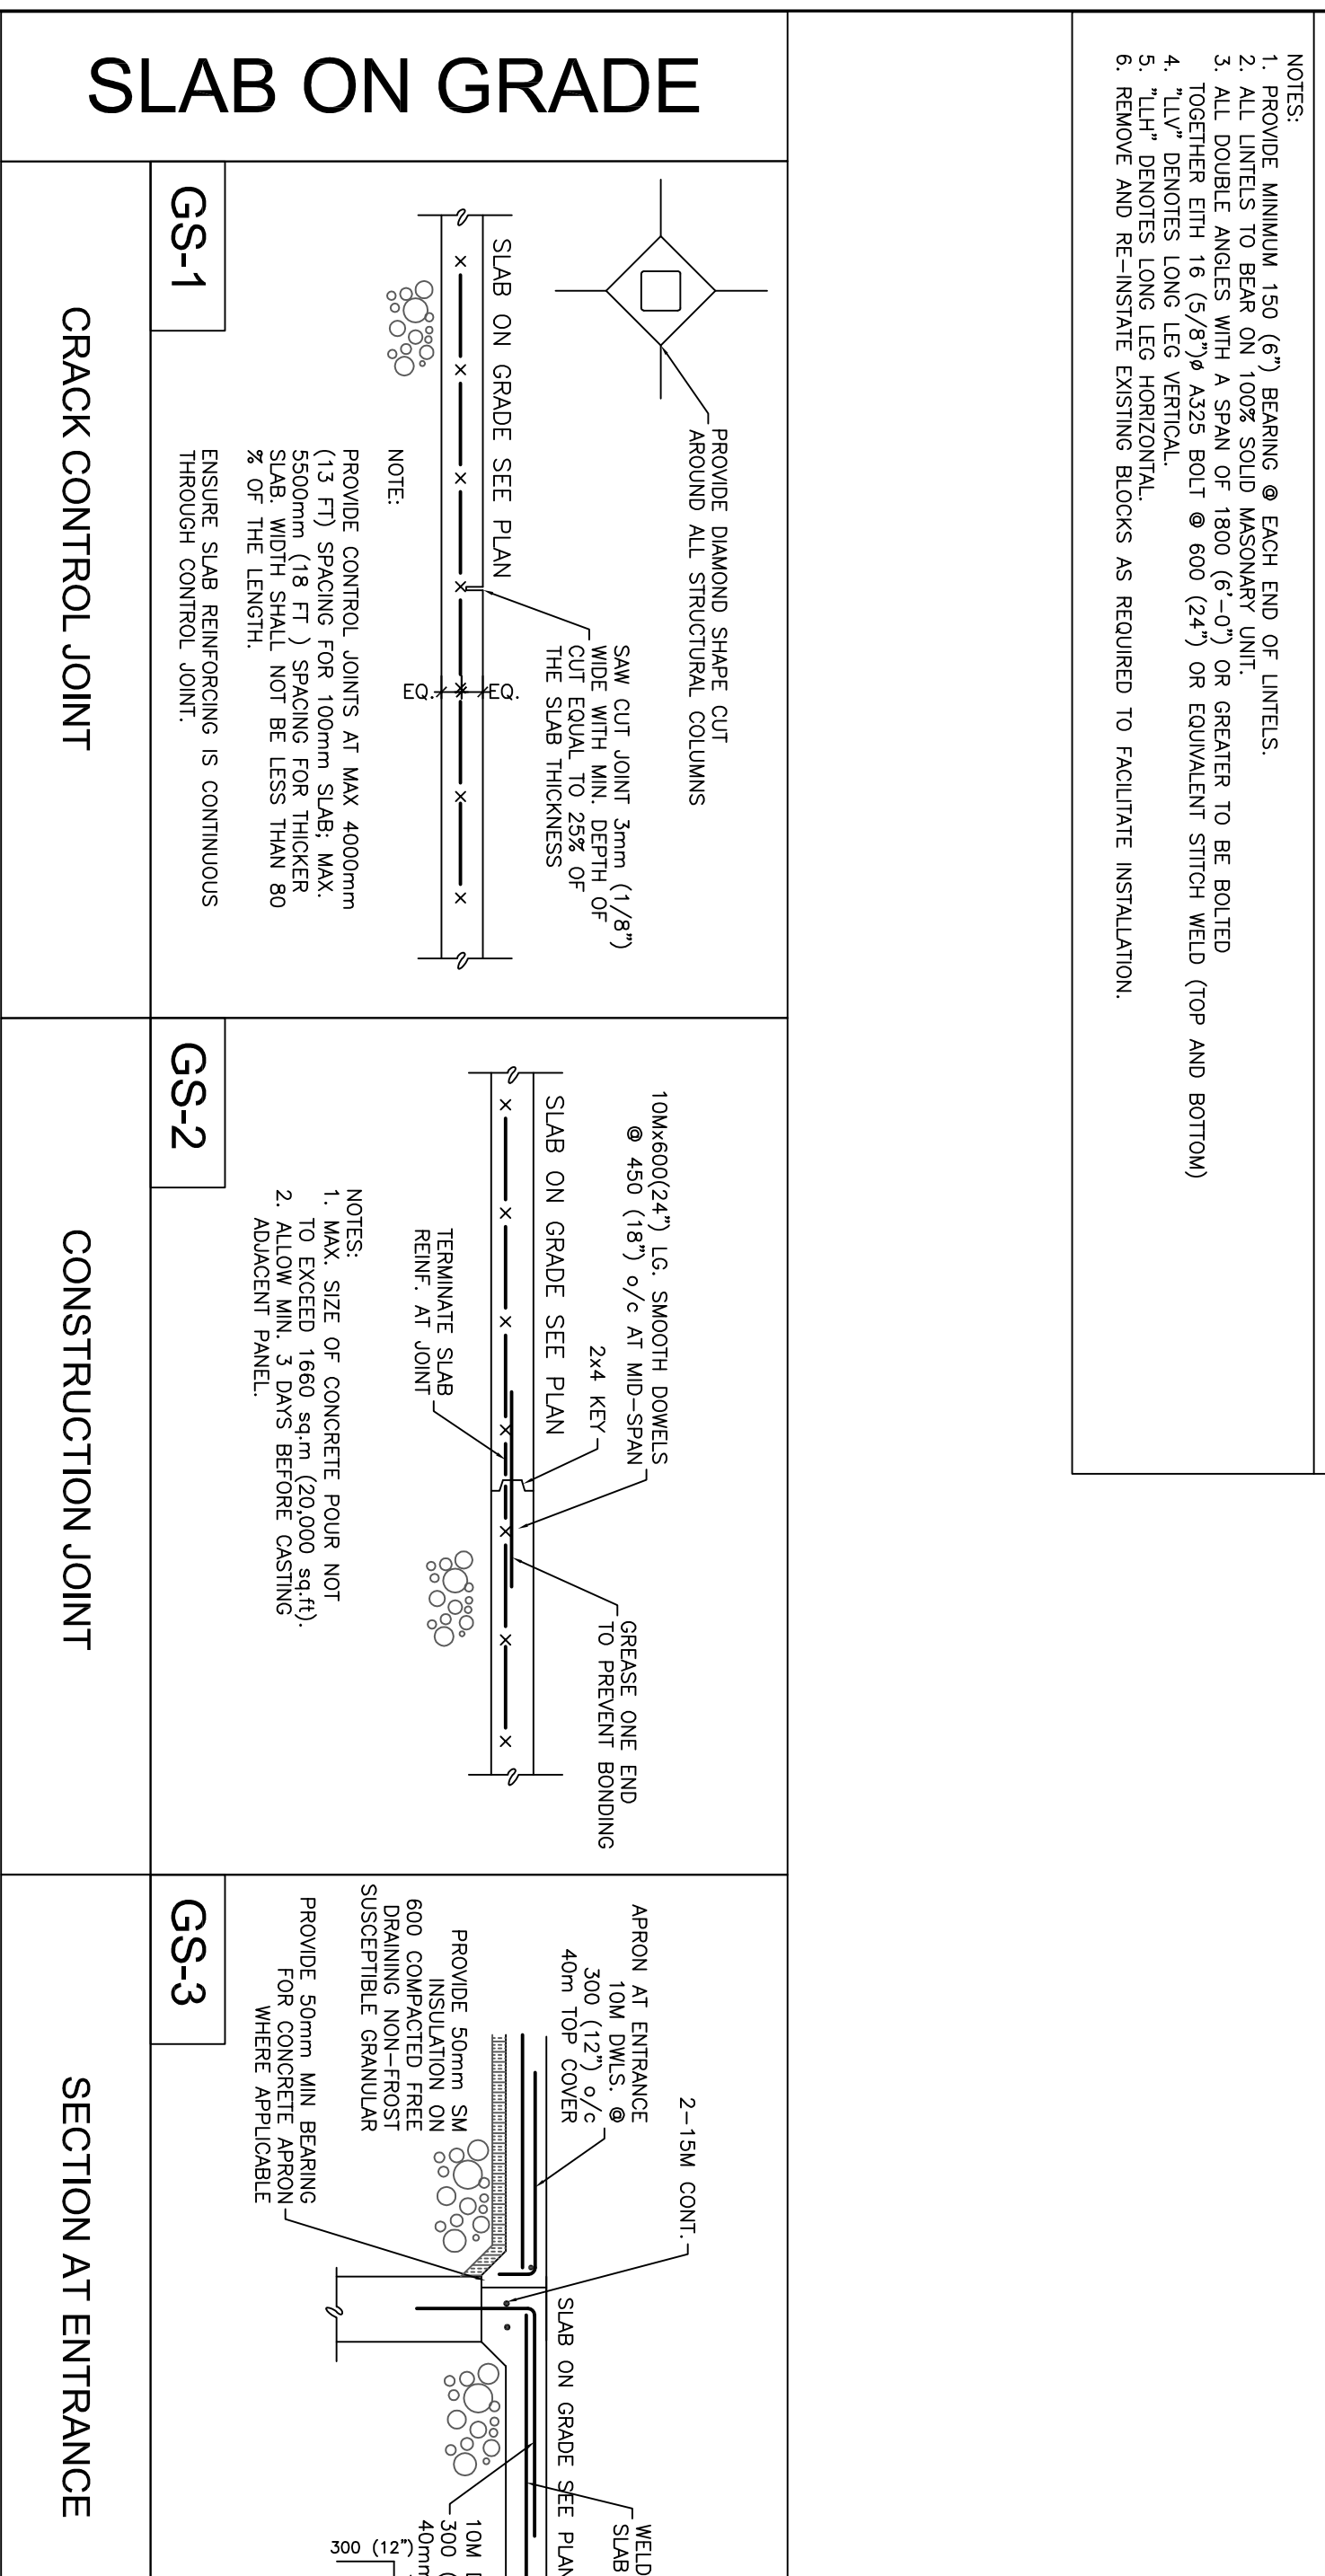 NOTES:
1. PROVIDE MINIMUM 150 (6") BEARING @ EACH END OF LINTELS.
2. ALL LINTELS TO BEAR ON 100% SOLID MASONARY UNIT.
3. ALL DOUBLE ANGLES WITH A SPAN OF 1800 (6'-0") OR GREATER TO BE BOLTED
TOGETHER EITH 16 (5/8")ø A325 BOLT @ 600 (24") OR EQUIVALENT STITCH WELD (TOP AND BOTTOM)
4. "LLV" DENOTES LONG LEG VERTICAL.
5. "LLH" DENOTES LONG LEG HORIZONTAL.
6. REMOVE AND RE-INSTATE EXISTING BLOCKS AS REQUIRED TO FACILITATE INSTALLATION.
SLAB ON GRADE
PROVIDE DIAMOND SHAPE CUT
AROUND ALL STRUCTURAL COLUMNS
SAW CUT JOINT 3mm (1/8")
WIDE WITH MIN. DEPTH OF
CUT EQUAL TO 25% OF
THE SLAB THICKNESS
SLAB ON GRADE SEE PLAN
EQ.
EQ.
NOTE:
PROVIDE CONTROL JOINTS AT MAX 4000mm
(13 FT) SPACING FOR 100mm SLAB; MAX.
5500mm (18 FT ) SPACING FOR THICKER
SLAB. WIDTH SHALL NOT BE LESS THAN 80
% OF THE LENGTH.
ENSURE SLAB REINFORCING IS CONTINUOUS
THROUGH CONTROL JOINT.
GS-1
CRACK CONTROL JOINT
10Mx600(24") LG. SMOOTH DOWELS
@ 450 (18") o/c AT MID-SPAN
2x4 KEY
GREASE ONE END
TO PREVENT BONDING
SLAB ON GRADE SEE PLAN
TERMINATE SLAB
REINF. AT JOINT
NOTES:
1. MAX. SIZE OF CONCRETE POUR NOT
TO EXCEED 1660 sq.m (20,000 sq.ft).
2. ALLOW MIN. 3 DAYS BEFORE CASTING
ADJACENT PANEL.
GS-2
CONSTRUCTION JOINT
2-15M CONT.
APRON AT ENTRANCE
10M DWLS. @
300 (12") o/c
40m TOP COVER
WELD
SLAB
SLAB ON GRADE SEE PLAN
PROVIDE 50mm SM
INSULATION ON
600 COMPACTED FREE
DRAINING NON-FROST
SUSCEPTIBLE GRANULAR
10M
300 (
40mm
300 (12")
PROVIDE 50mm MIN BEARING
FOR CONCRETE APRON
WHERE APPLICABLE
GS-3
SECTION AT ENTRANCE